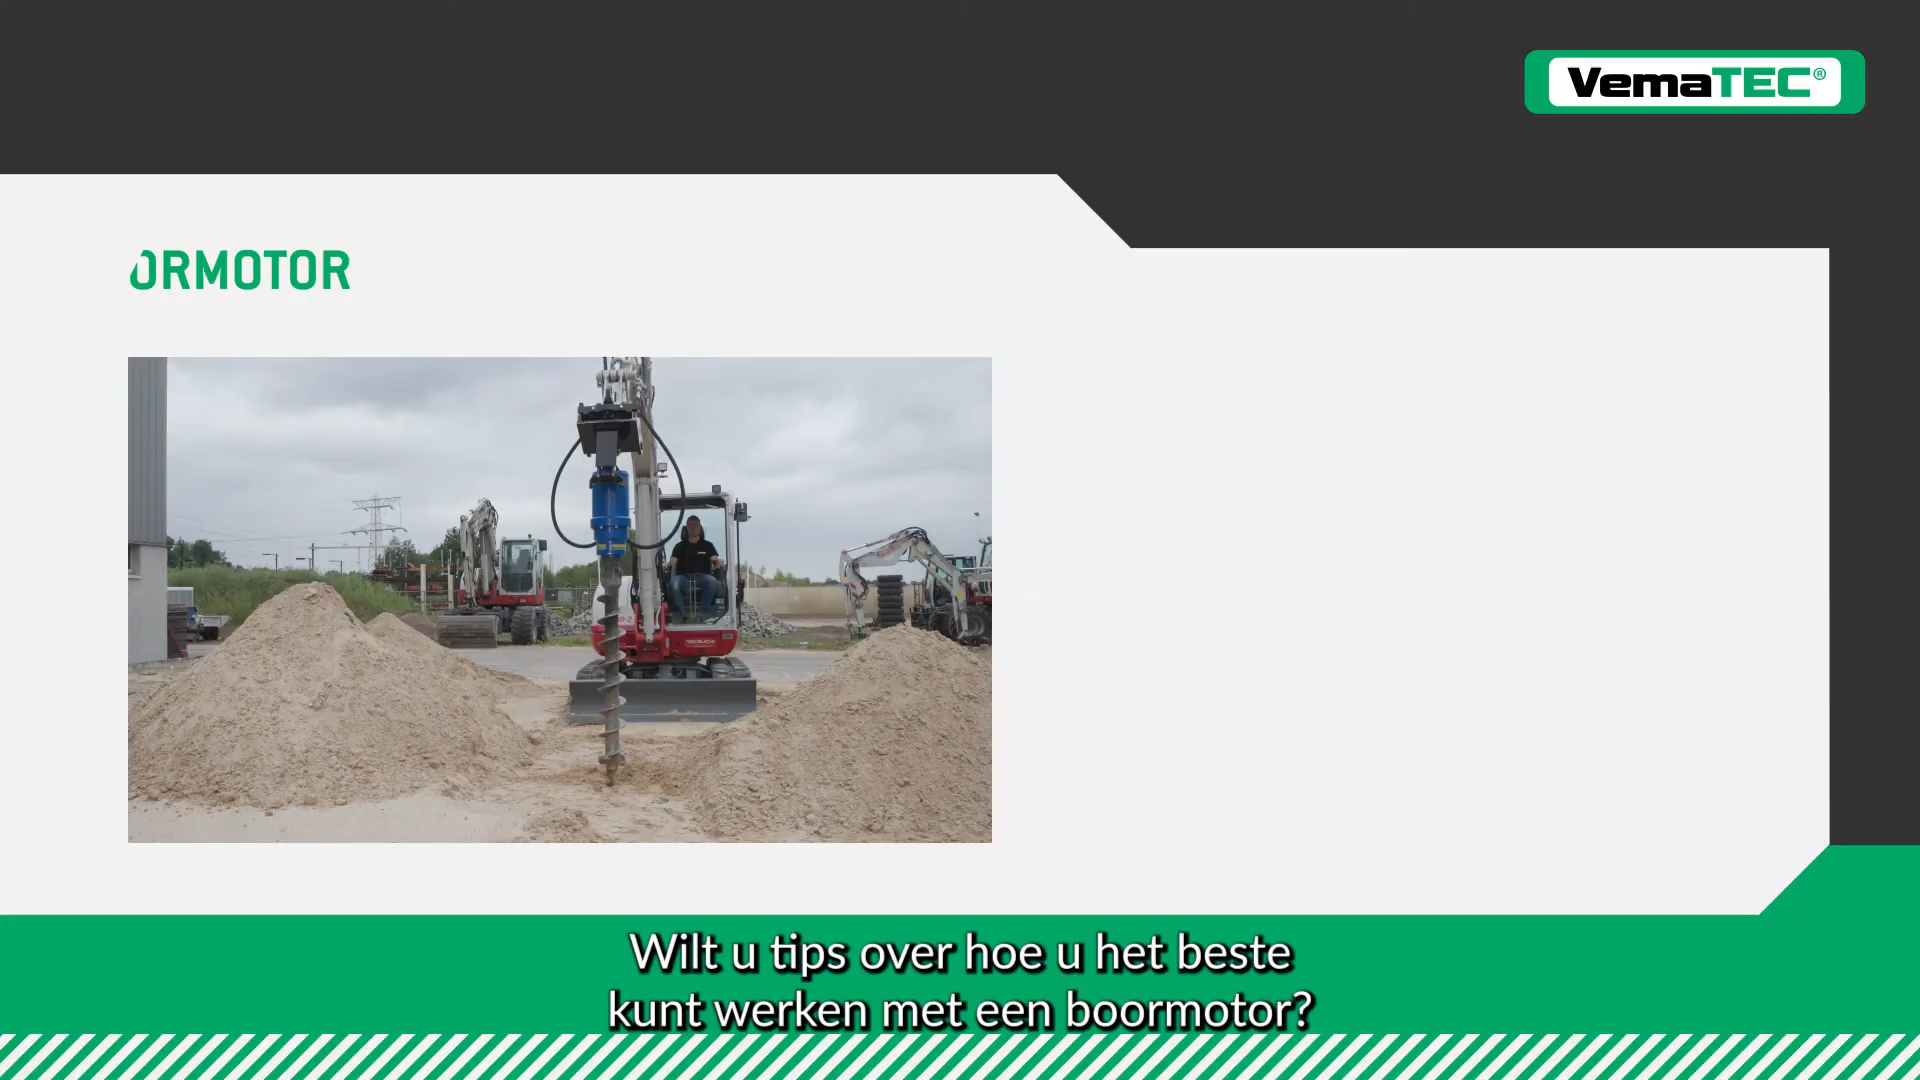 VemaTEC®
ORMOTOR
Wilt u tips over hoe u het beste
kunt werken met een boormotor?